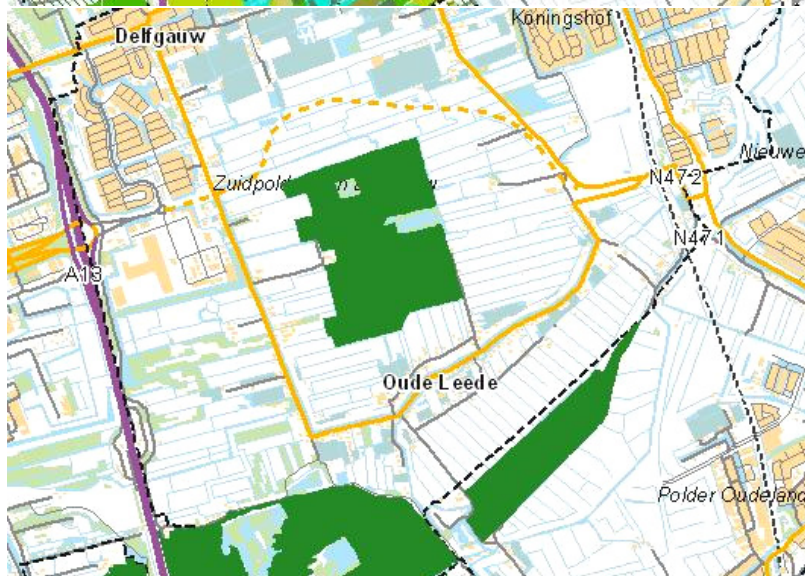 Koningshof
Delfgauw
Zuidpold
N472
Nieuwe
N471
A13
Oude Leede
Polder Oudeland